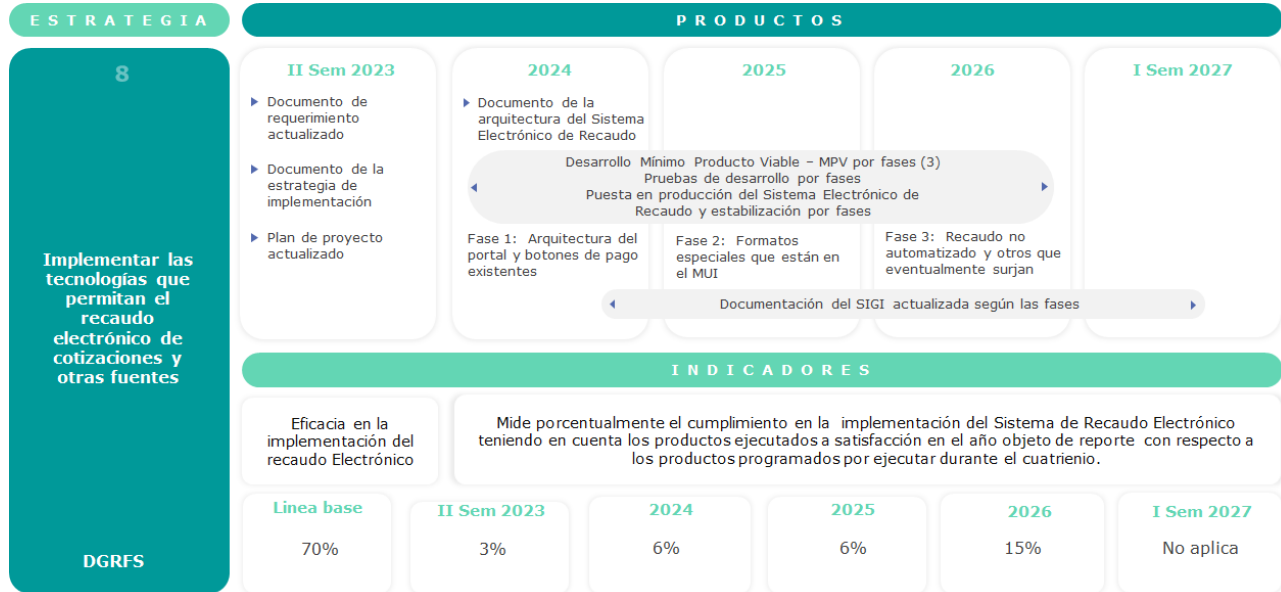 ESTRATEGIA
PRODUCTOS
8
Implementar las
tecnologías que
permitan el
recaudo
electrónico de
cotizaciones y
otras fuentes
DGRFS
II Sem 2023
Documento de
requerimiento
actualizado
Documento de la
estrategia de
implementación
Plan de proyecto
actualizado
2024
Documento de la
arquitectura del Sistema
Electrónico de Recaudo
2025
2026
I Sem 2027
Desarrollo Mínimo Producto Viable – MPV por fases (3)
Pruebas de desarrollo por fases
Puesta en producción del Sistema Electrónico de
Recaudo y estabilización por fases
Fase 1: Arquitectura del
portal y botones de pago
existentes
Fase 2: Formatos
especiales que están en
el MUI
Fase 3: Recaudo no
automatizado y otros que
eventualmente surjan
Documentación del SIGI actualizada según las fases
INDICADORES
Eficacia en la
implementación del
recaudo Electrónico
Mide porcentualmente el cumplimiento en la implementación del Sistema de Recaudo Electrónico
teniendo en cuenta los productos ejecutados a satisfacción en el año objeto de reporte con respecto a
los productos programados por ejecutar durante el cuatrienio.
Linea base
70%
II Sem 2023
3%
2024
6%
2025
6%
2026
15%
I Sem 2027
No aplica